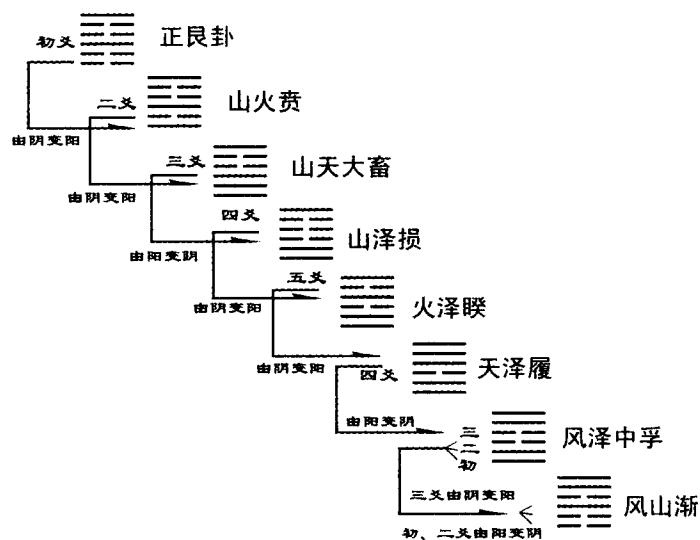 初爻 正艮卦
二爻 山火贲
由阴变阳
三爻 山天大畜
由阴变阳
四爻 山泽损
由阳变阴
五爻 火泽睽
由阴变阳
四爻 天泽履
由阴变阳
由阳变阴
三 风泽中孚
二
初
三爻由阴变阳 风山渐
初、二爻由阳变阴